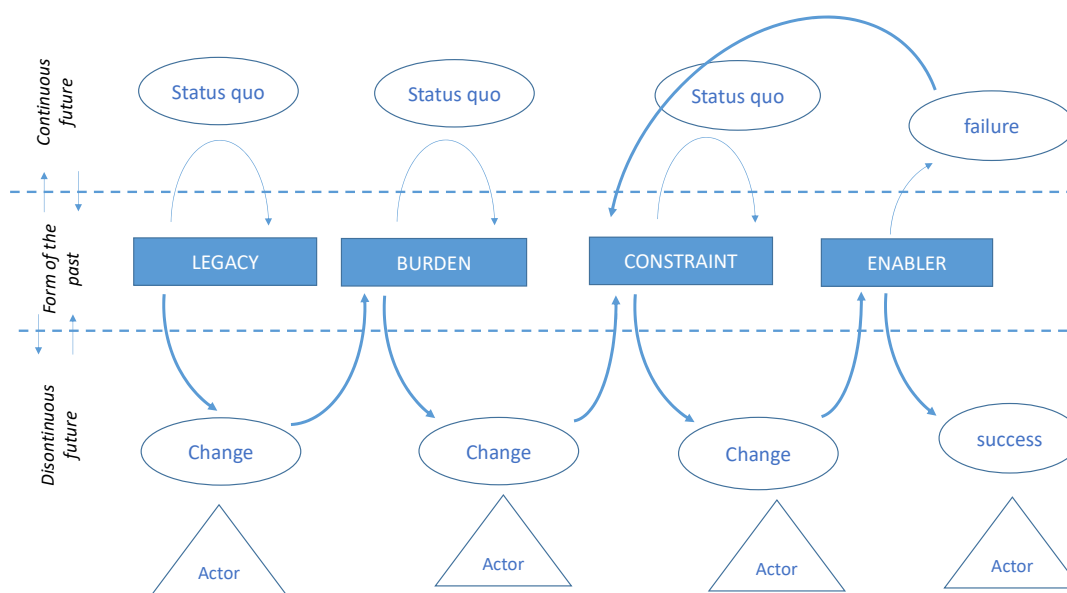 Continuous
future
Status quo
Status quo
Status quo
failure
Form of the
past
LEGACY
BURDEN
CONSTRAINT
ENABLER
Discontinuous
future
Change
Change
Change
success
Actor
Actor
Actor
Actor